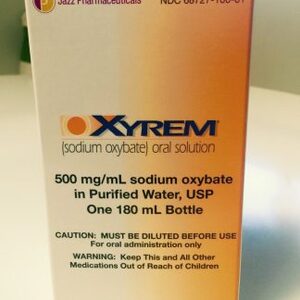 Jazz Pharmaceuticals
NDC
XYREM®
(sodium oxybate) oral solution
500 mg/mL sodium oxybate
in Purified Water, USP
One 180 mL Bottle
CAUTION: MUST BE DILUTED BEFORE USE
For oral administration only
WARNING: Keep This and All Other
Medications Out of Reach of Children